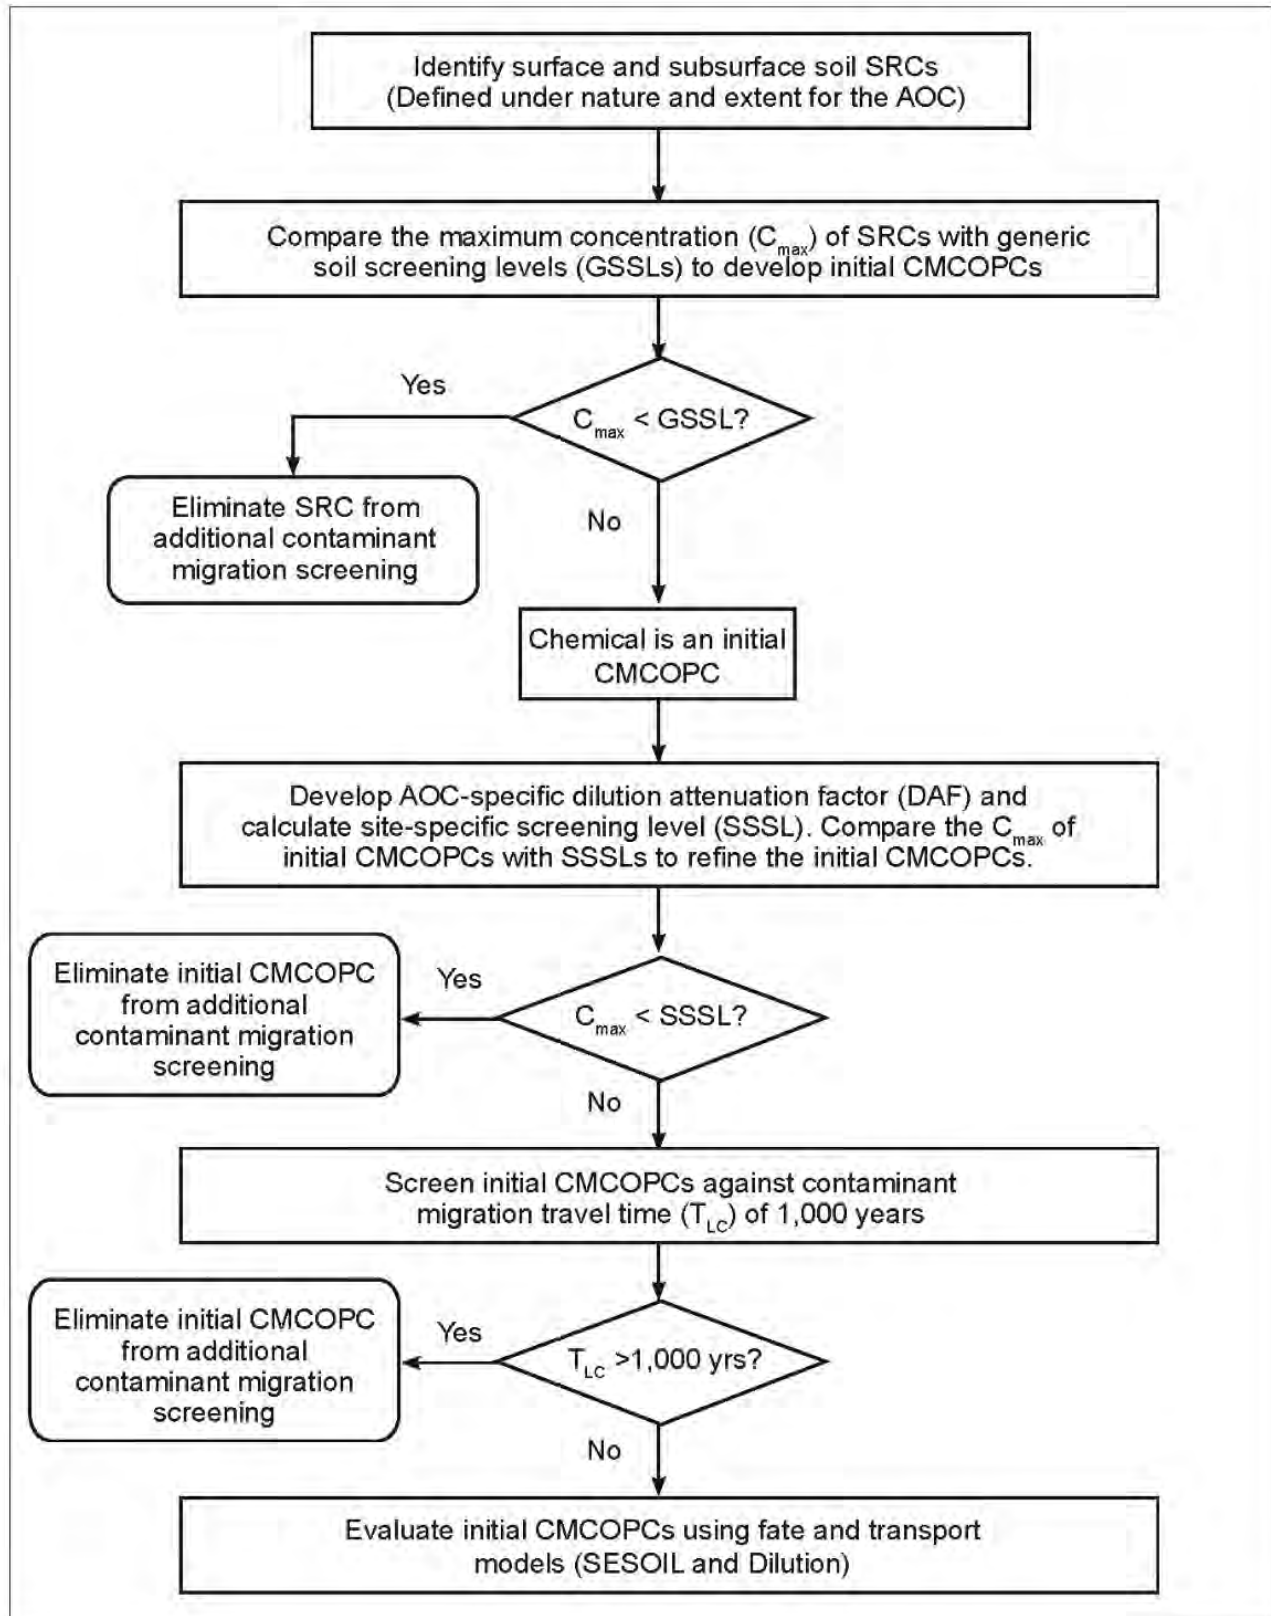 Identify surface and subsurface soil SRCs
(Defined under nature and extent for the AOC)
Compare the maximum concentration (Cmax) of SRCs with generic
soil screening levels (GSSLs) to develop initial CMCOPCs
Yes
Cmax < GSSL?
Eliminate SRC from
additional contaminant
migration screening
No
Chemical is an initial
CMCOPC
Develop AOC-specific dilution attenuation factor (DAF) and
calculate site-specific screening level (SSSL). Compare the Cmax of
initial CMCOPCs with SSSLs to refine the initial CMCOPCs.
Eliminate initial CMCOPC
from additional
contaminant migration
screening
Yes
Cmax < SSSL?
No
Screen initial CMCOPCs against contaminant
migration travel time (TLC) of 1,000 years
Eliminate initial CMCOPC
from additional
contaminant migration
screening
Yes
TLC >1,000 yrs?
No
Evaluate initial CMCOPCs using fate and transport
models (SESOIL and Dilution)